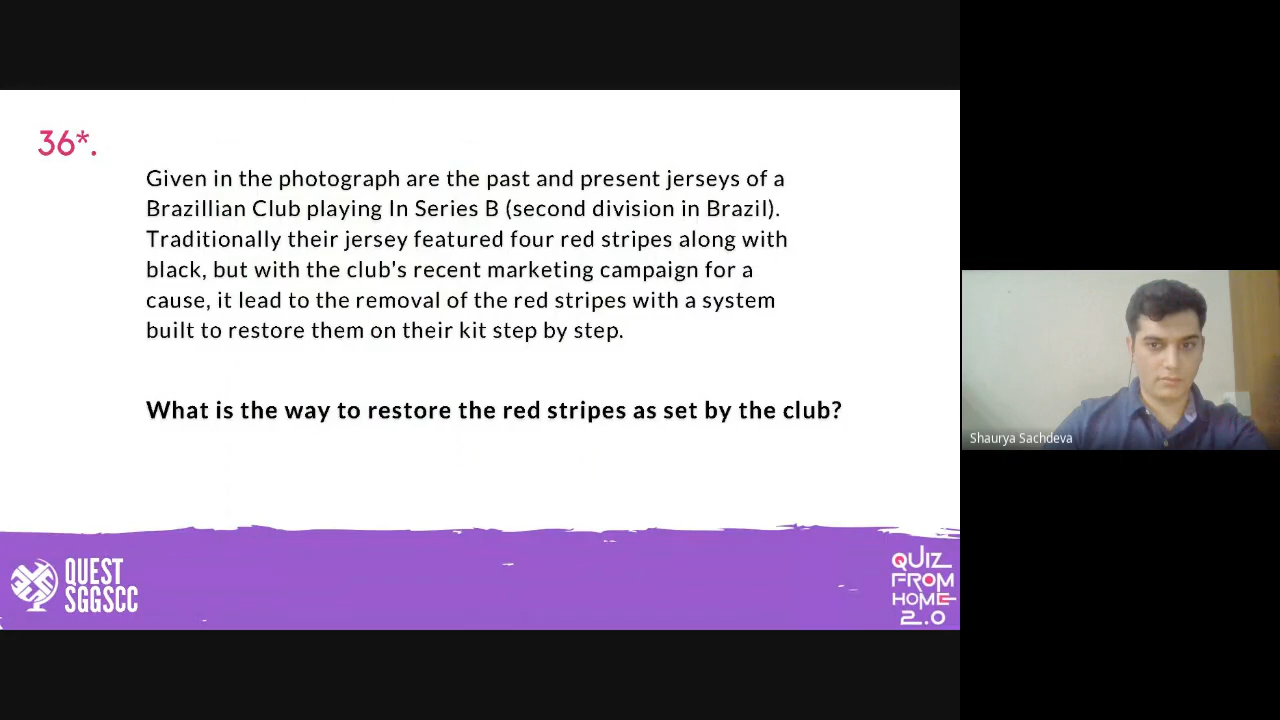 36*.
Given in the photograph are the past and present jerseys of a
Brazillian Club playing In Series B (second division in Brazil).
Traditionally their jersey featured four red stripes along with
black, but with the club's recent marketing campaign for a
cause, it lead to the removal of the red stripes with a system
built to restore them on their kit step by step.
What is the way to restore the red stripes as set by the club?
Shaurya Sachdeva
QUEST
SGGSCC
QUIZ
FROM
HOME
2.0